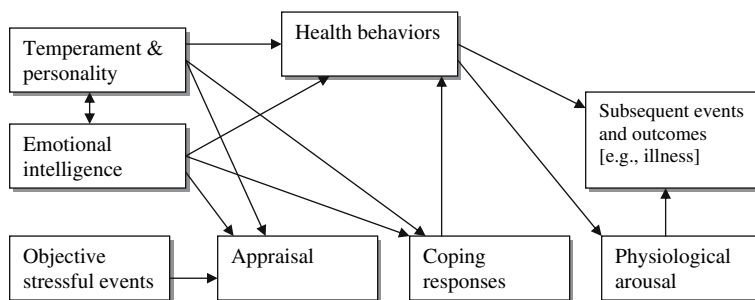 Temperament &
personality
Health behaviors
Emotional
intelligence
Subsequent events
and outcomes
[e.g., illness]
Objective
stressful events
Appraisal
Coping
responses
Physiological
arousal